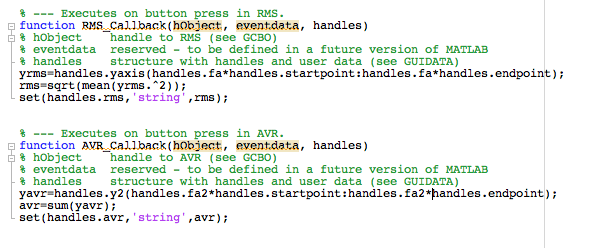 % --- Executes on button press in RMS.
function RMS_Callback(hObject, eventdata, handles)
% hObject    handle to RMS (see GCBO)
% eventdata  reserved - to be defined in a future version of MATLAB
% handles    structure with handles and user data (see GUIDATA)
yrms=handles.yaxis(handles.fa*handles.startpoint:handles.fa*handles.endpoint);
rms=sqrt(mean(yrms.^2));
set(handles.rms,'string',rms);
% --- Executes on button press in AVR.
function AVR_Callback(hObject, eventdata, handles)
% hObject    handle to AVR (see GCBO)
% eventdata  reserved - to be defined in a future version of MATLAB
% handles    structure with handles and user data (see GUIDATA)
yavr=handles.y2(handles.fa2*handles.startpoint:handles.fa2*handles.endpoint);
avr=sum(yavr);
set(handles.avr,'string',avr);